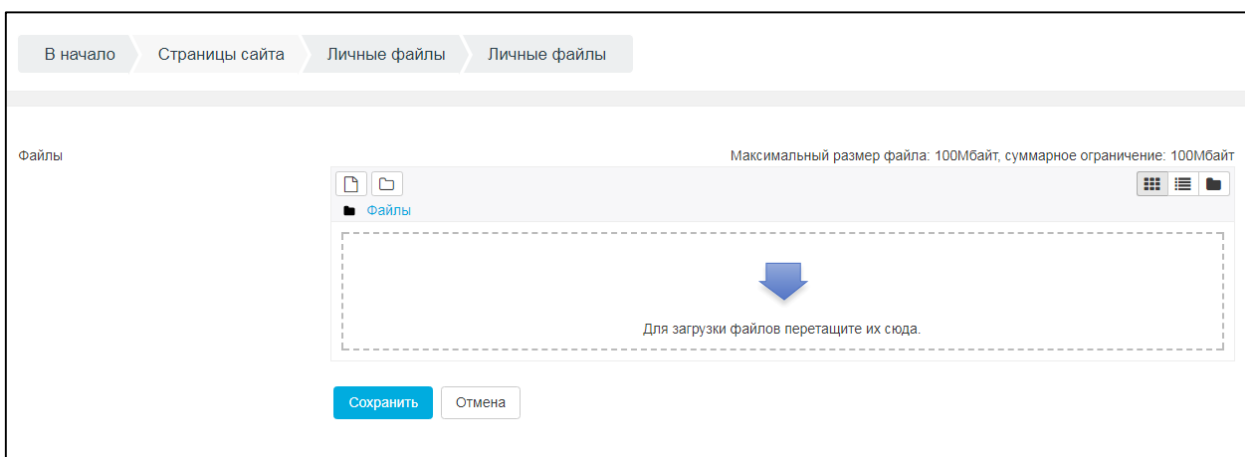 В начало Страницы сайта Личные файлы Личные файлы
Файлы
Максимальный размер файла: 100Мбайт, суммарное ограничение: 100Мбайт
Файлы
Для загрузки файлов перетащите их сюда.
Сохранить Отмена